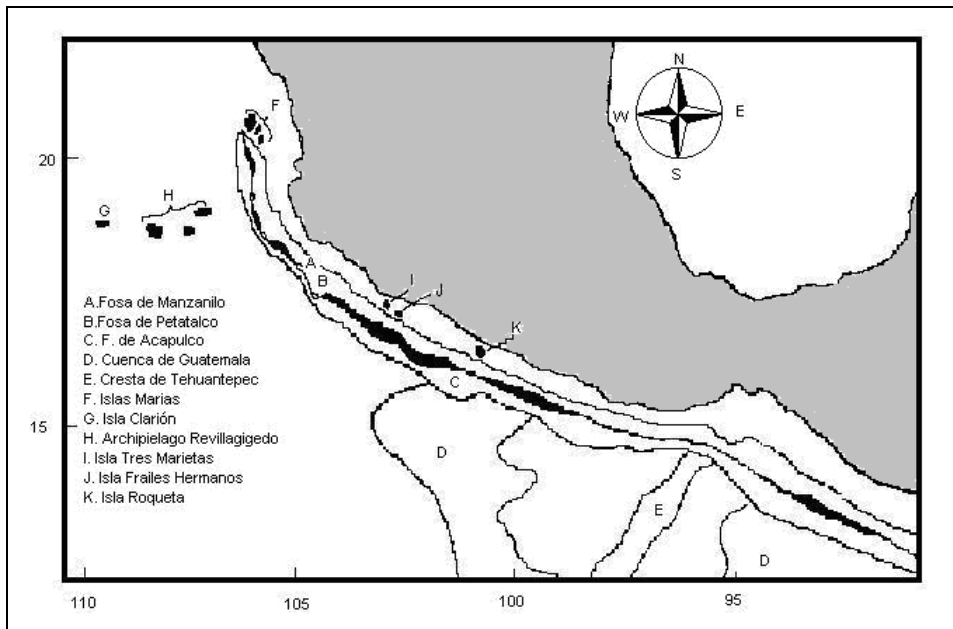 N
W
E
S
20
F
H
G
A
B
I
J
K
C
A.Fosa de Manzanilo
B.Fosa de Petatalco
C. F. de Acapulco
D. Cuenca de Guatemala
E. Cresta de Tehuantepec
F. Islas Marias
G. Isla Clarión
H. Archipielago Revillagigedo
I. Isla Tres Marietas
J. Isla Frailes Hermanos
K. Isla Roqueta
15
D
E
D
110
105
100
95